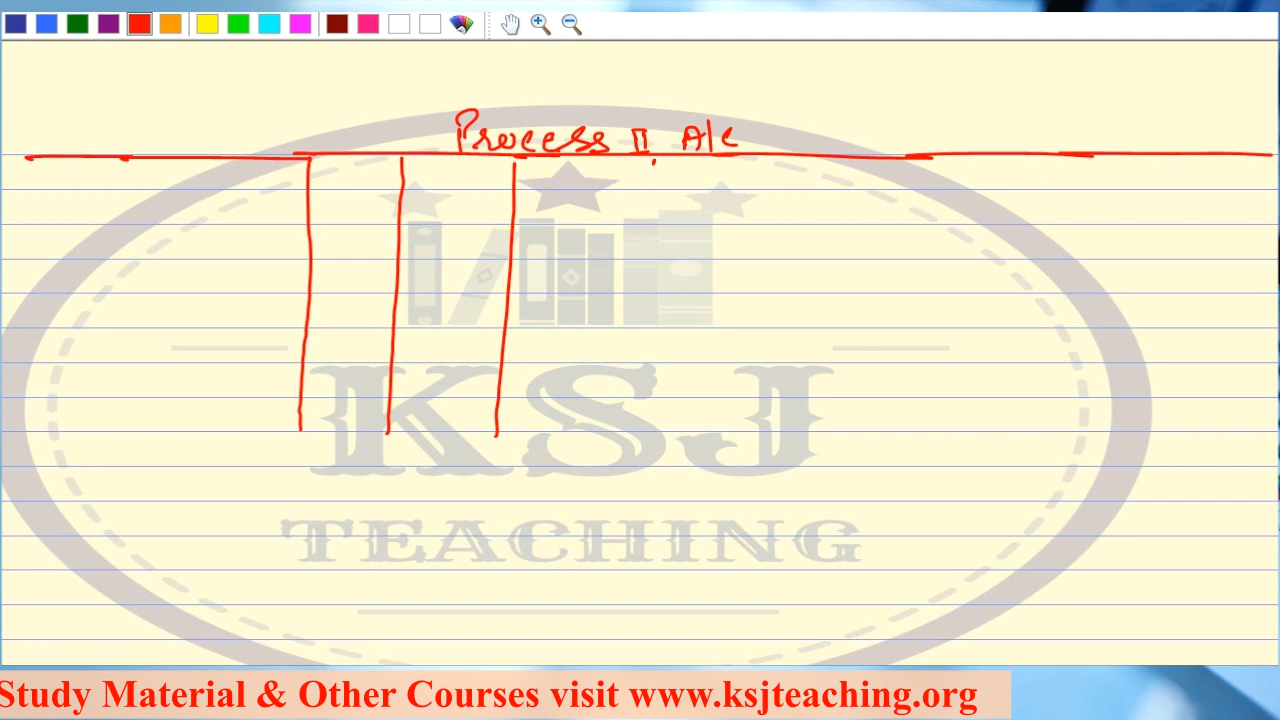 Process II A/c
KSJ
TEACHING
Study Material & Other Courses visit www.ksjteaching.org